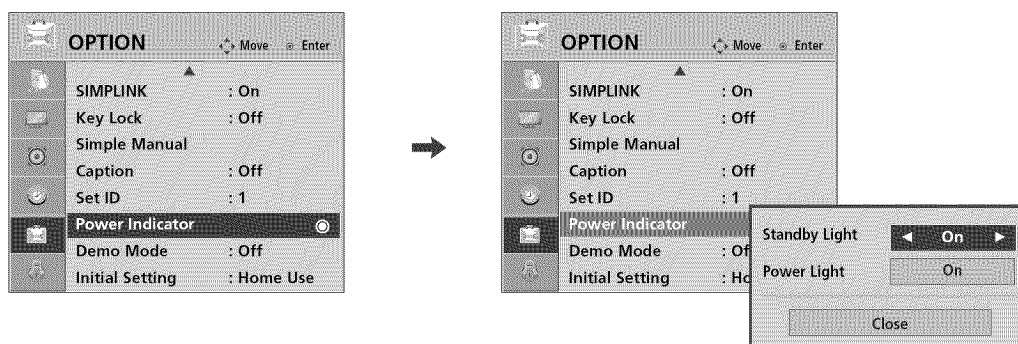 OPTION
Move Enter
SIMPLINK : On
Key Lock : Off
Simple Manual
Caption : Off
Set ID : 1
Power Indicator
Demo Mode : Off
Initial Setting : Home Use
OPTION
Move Enter
SIMPLINK : On
Key Lock : Off
Simple Manual
Caption : Off
Set ID : 1
Power Indicator
Demo Mode : Of
Initial Setting : Ho
Standby Light On
Power Light On
Close